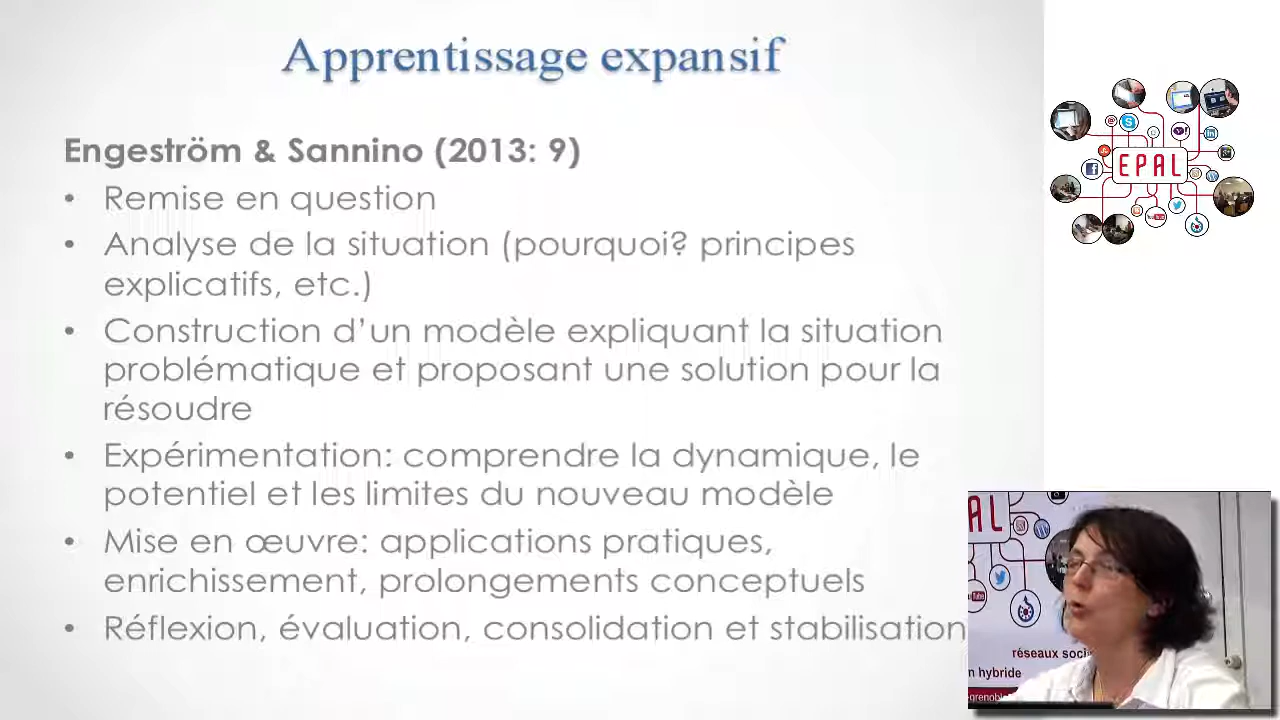 Apprentissage expansif
Engeström & Sannino (2013: 9)
• Remise en question
• Analyse de la situation (pourquoi? principes
explicatifs, etc.)
• Construction d’un modèle expliquant la situation
problématique et proposant une solution pour la
résoudre
• Expérimentation: comprendre la dynamique, le
potentiel et les limites du nouveau modèle
• Mise en œuvre: applications pratiques,
enrichissement, prolongements conceptuels
• Réflexion, évaluation, consolidation et stabilisation
EPAL
AL
réseaux soci
n hybride
grenoble